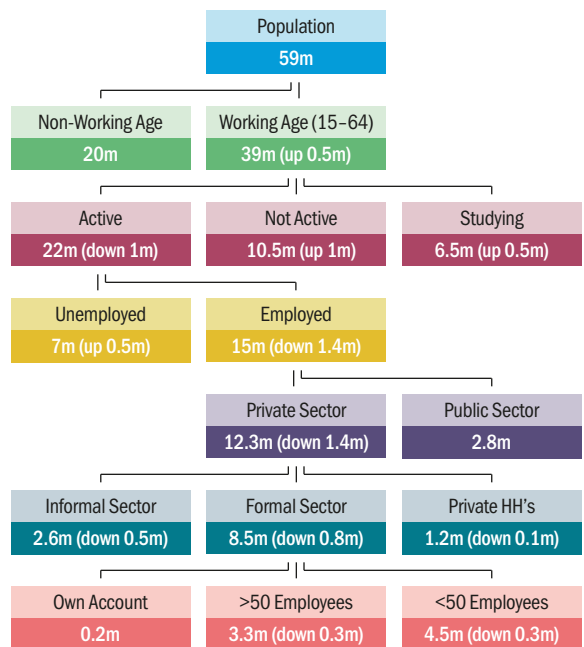 Population
59m
Non-Working Age
Working Age (15–64)
20m
39m (up 0.5m)
Active
Not Active
Studying
22m (down 1m)
10.5m (up 1m)
6.5m (up 0.5m)
Unemployed
Employed
7m (up 0.5m)
15m (down 1.4m)
Private Sector
Public Sector
12.3m (down 1.4m)
2.8m
Informal Sector
Formal Sector
Private HH's
2.6m (down 0.5m)
8.5m (down 0.8m)
1.2m (down 0.1m)
Own Account
>50 Employees
<50 Employees
0.2m
3.3m (down 0.3m)
4.5m (down 0.3m)